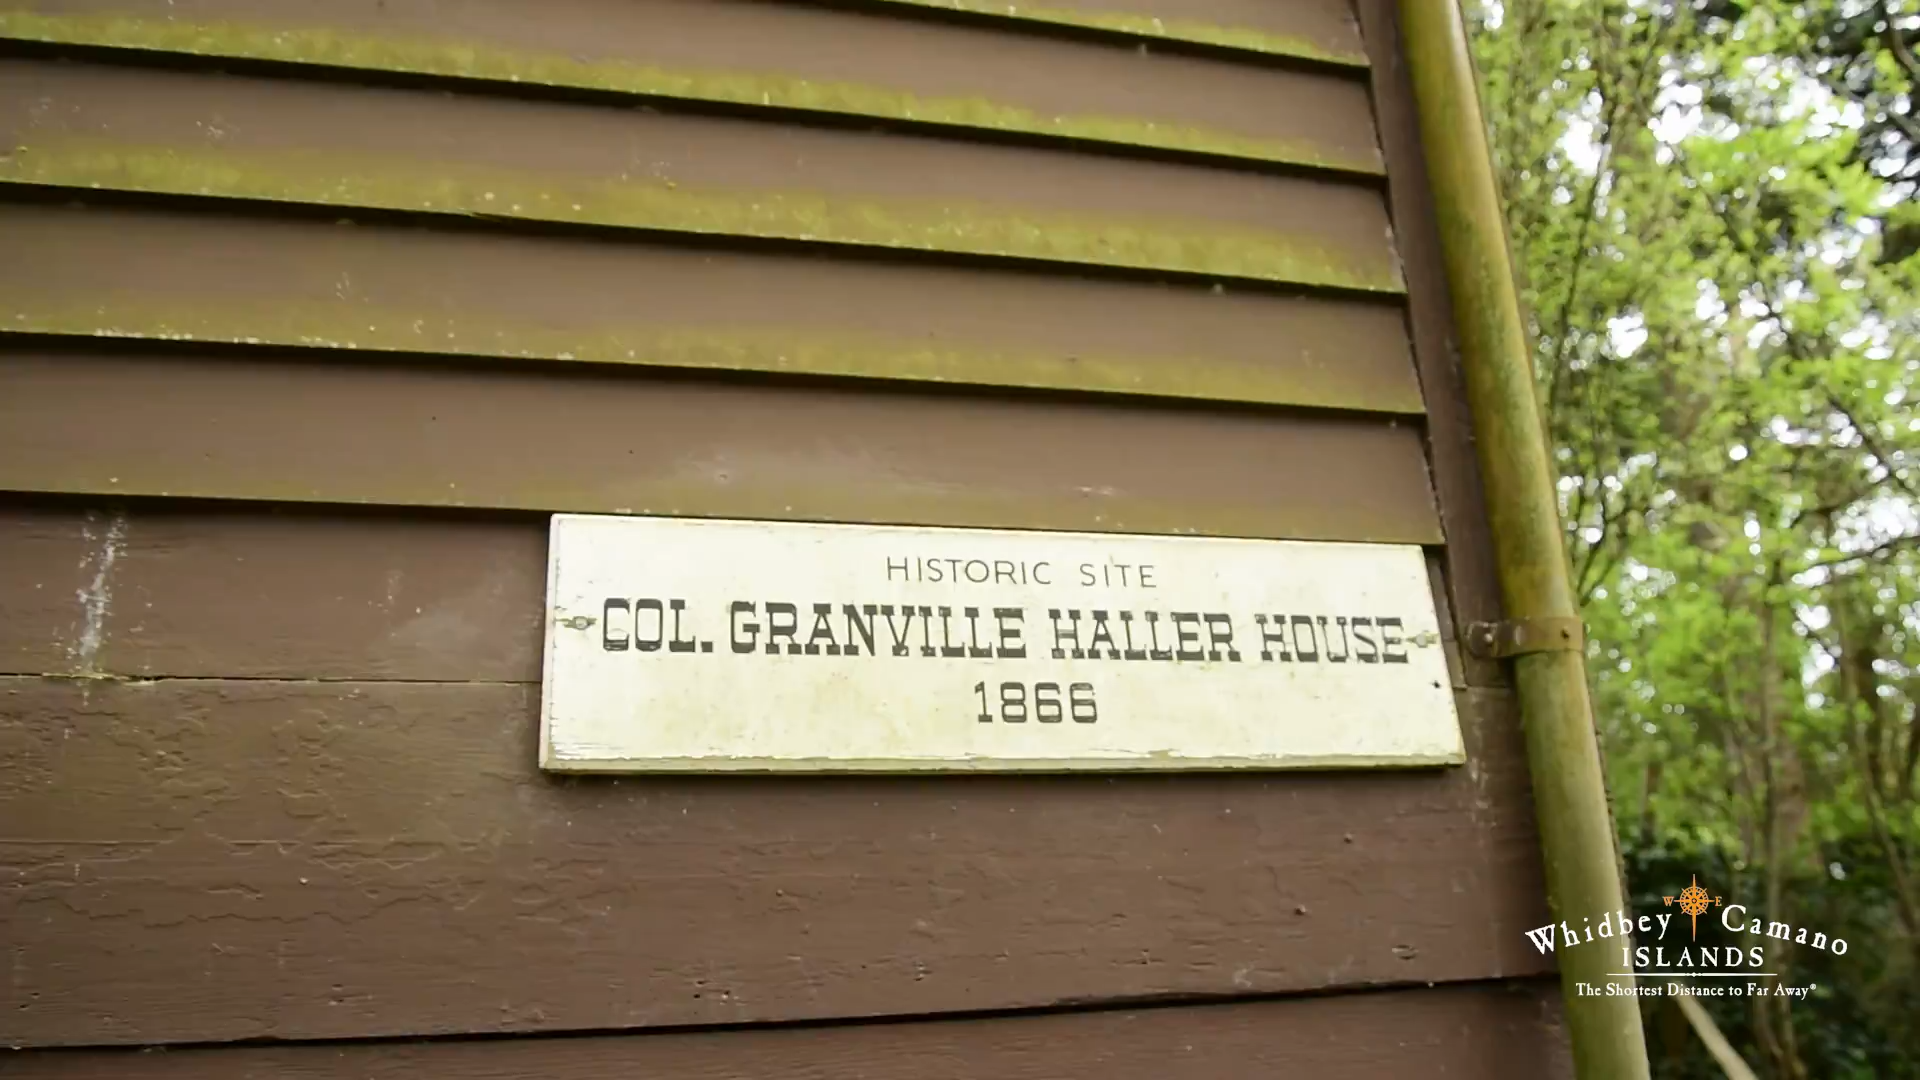 HISTORIC SITE
COL. GRANVILLE HALLER HOUSE
1866
W E
Whidbey Camano
ISLANDS
The Shortest Distance to Far Away®